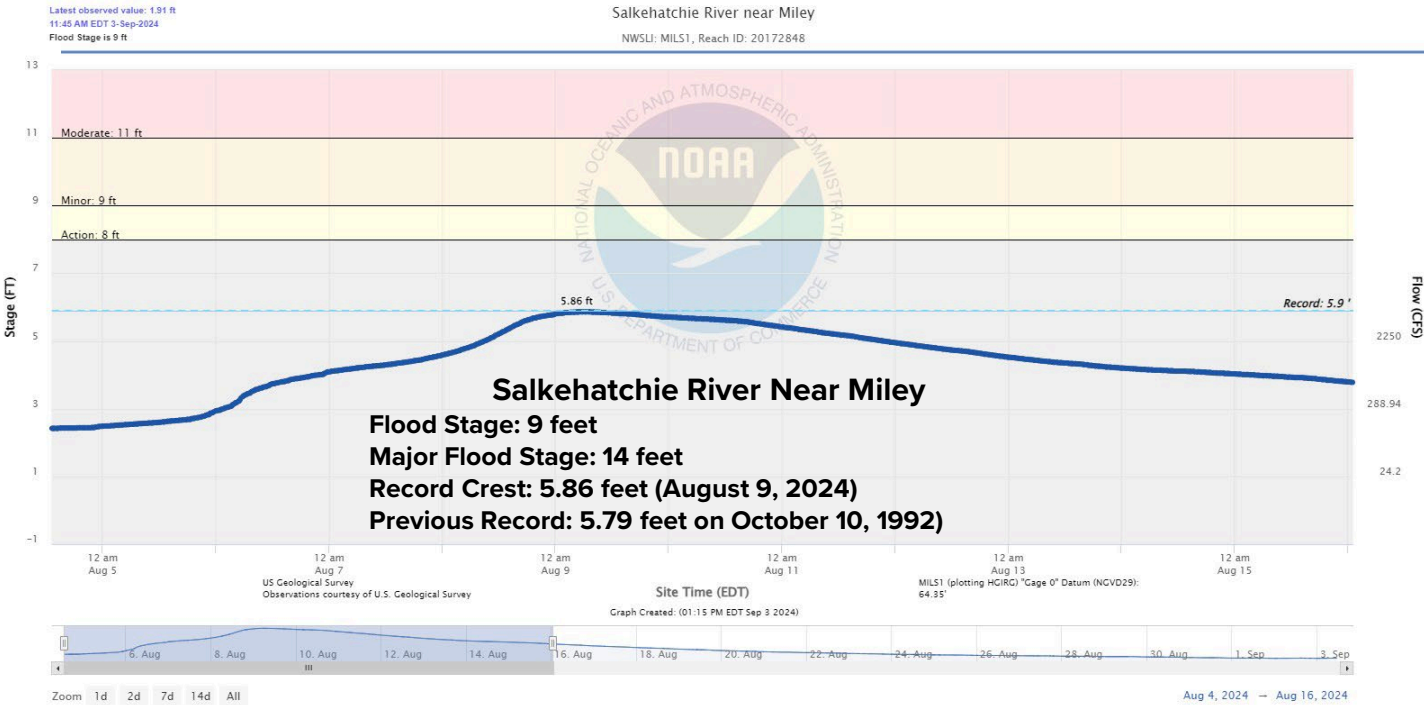 Latest observed value: 1.91 ft
11:45 AM EDT 3-Sep-2024
Flood Stage is 9 ft
Salkehatchie River near Miley
NWSLI: MILS1, Reach ID: 20172848
13
11
9
7
5
3
1
-1
Stage (FT)
Moderate: 11 ft
Minor: 9 ft
Action: 8 ft
NATIONAL OCEANIC AND ATMOSPHERIC ADMINISTRATION
NOAA
U.S. DEPARTMENT OF COMMERCE
5.86 ft
Record: 5.9 '
2250
288.94
24.2
Flow (CFS)
Salkehatchie River Near Miley
Flood Stage: 9 feet
Major Flood Stage: 14 feet
Record Crest: 5.86 feet (August 9, 2024)
Previous Record: 5.79 feet on October 10, 1992)
12 am 12 am 12 am 12 am 12 am 12 am
Aug 5 Aug 7 Aug 9 Aug 11 Aug 13 Aug 15
US Geological Survey
Observations courtesy of U.S. Geological Survey
Site Time (EDT)
MILS1 (plotting HGIRG) "Gage 0" Datum (NGVD29):
64.35'
Graph Created: (01:15 PM EDT Sep 3 2024)
6. Aug 8. Aug 10. Aug 12. Aug 14. Aug 16. Aug 18. Aug 20. Aug 22. Aug 24. Aug 26. Aug 28. Aug 30. Aug 1. Sep 3. Sep
Zoom 1d 2d 7d 14d All
Aug 4, 2024 → Aug 16, 2024